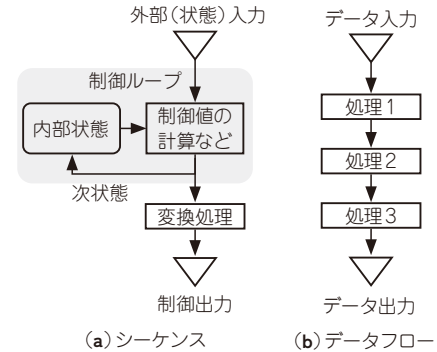 外部(状態)入力
制御ループ
内部状態
制御値の
計算など
次状態
変換処理
制御出力
(a)シーケンス
データ入力
処理1
処理2
処理3
データ出力
(b)データフロー